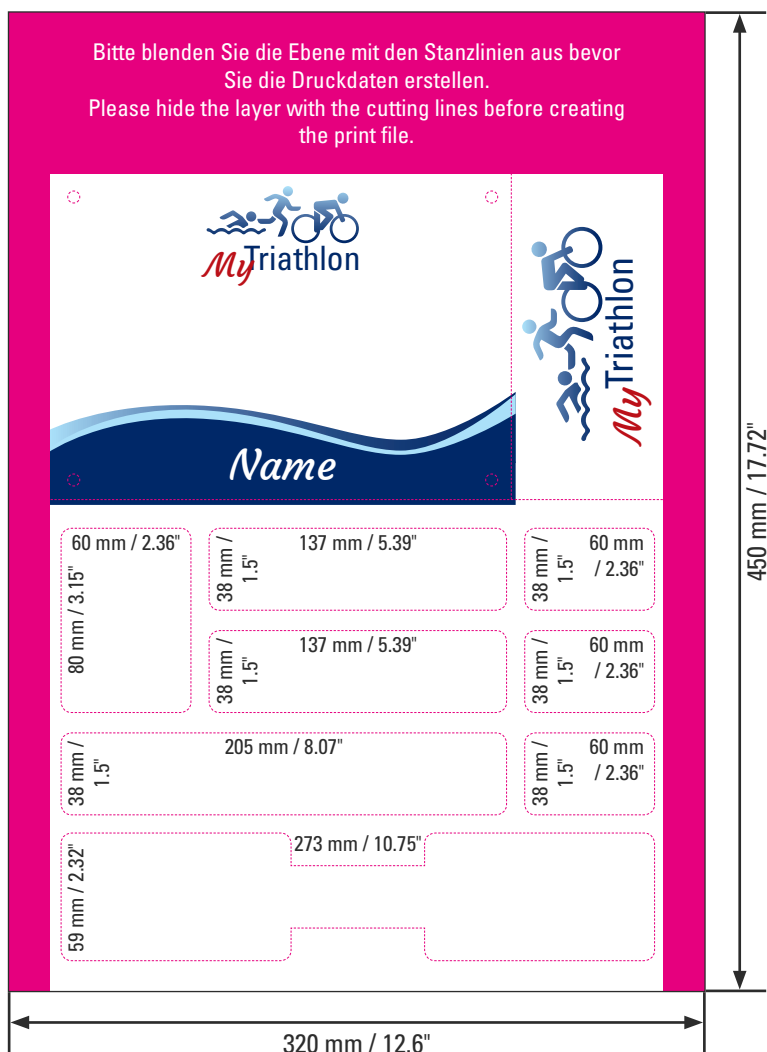 Bitte blenden Sie die Ebene mit den Stanzlinien aus bevor
Sie die Druckdaten erstellen.
Please hide the layer with the cutting lines before creating
the print file.
MyTriathlon
MyTriathlon
Name
60 mm / 2.36"
80 mm / 3.15"
137 mm / 5.39"
38 mm /
1.5"
60 mm
/ 2.36"
38 mm /
1.5"
137 mm / 5.39"
38 mm /
1.5"
60 mm
/ 2.36"
38 mm /
1.5"
205 mm / 8.07"
38 mm /
1.5"
60 mm
/ 2.36"
38 mm /
1.5"
273 mm / 10.75"
59 mm / 2.32"
450 mm / 17.72"
320 mm / 12.6"